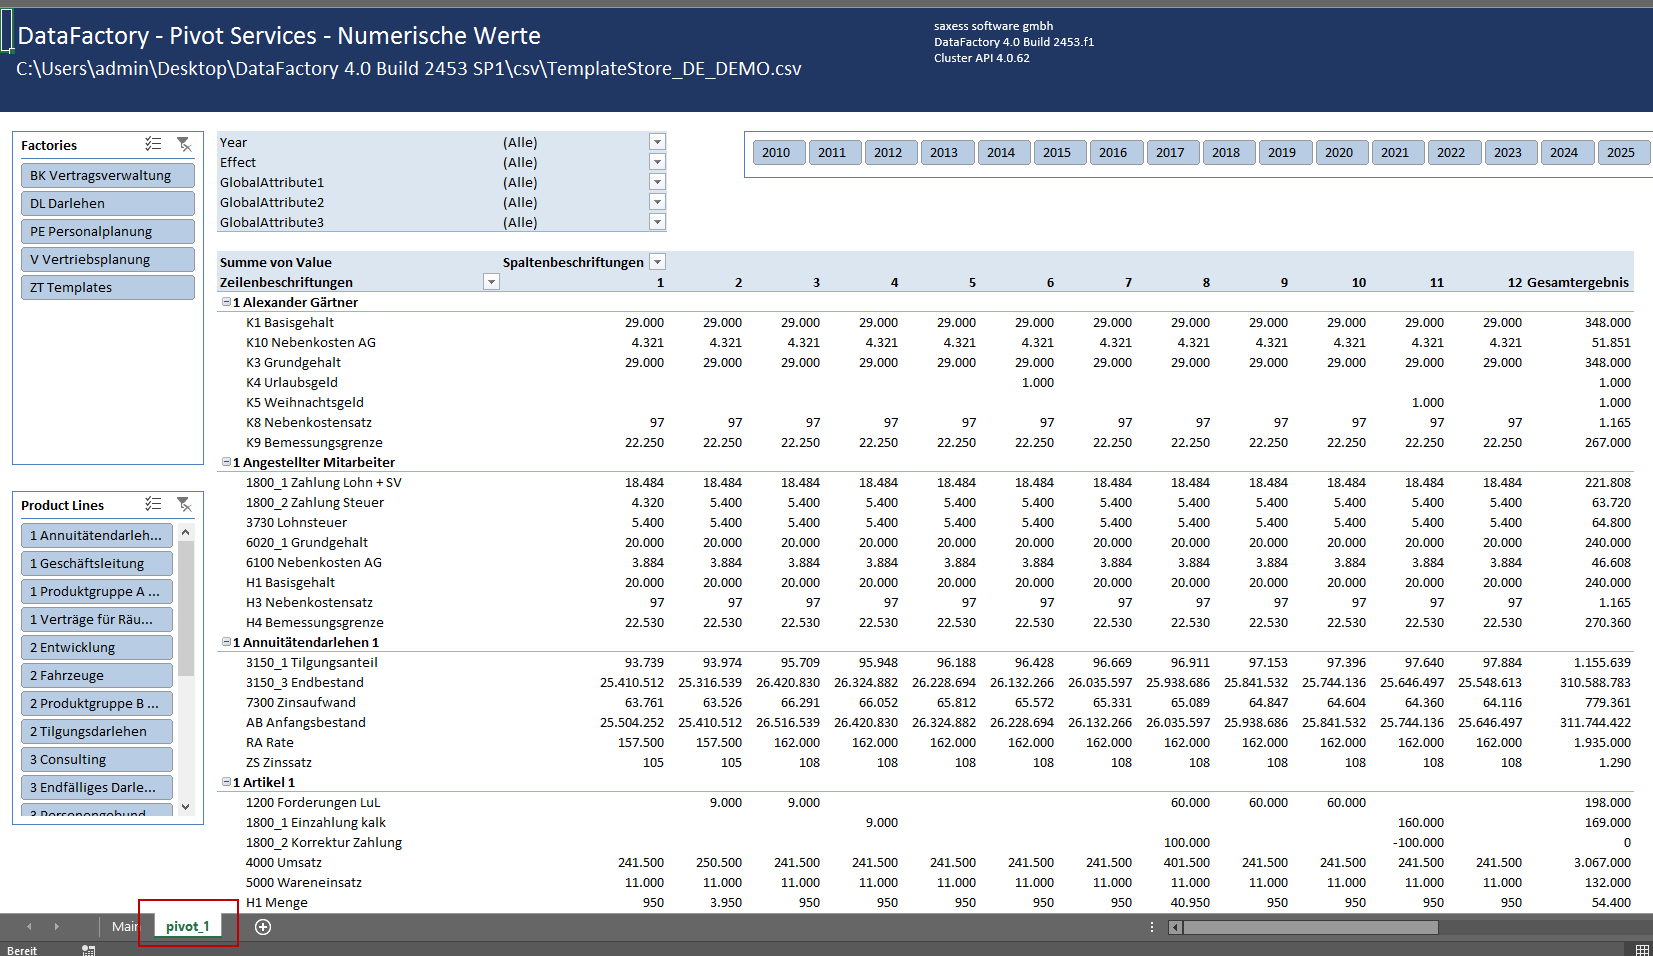 DataFactory - Pivot Services - Numerische Werte
C:\Users\admin\Desktop\DataFactory 4.0 Build 2453 SP1\csv\TemplateStore_DE_DEMO.csv
saxess software gmbh
DataFactory 4.0 Build 2453.f1
Cluster API 4.0.62
Factories
BK Vertragsverwaltung
DL Darlehen
PE Personalplanung
V Vertriebsplanung
ZT Templates
Product Lines
1 Annuitätendarleh...
1 Geschäftsleitung
1 Produktgruppe A ...
1 Verträge für Räu...
2 Entwicklung
2 Fahrzeuge
2 Produktgruppe B ...
2 Tilgungsdarlehen
3 Consulting
3 Endfälliges Darle...
Year (Alle)
Effect (Alle)
GlobalAttribute1 (Alle)
GlobalAttribute2 (Alle)
GlobalAttribute3 (Alle)
2010 2011 2012 2013 2014 2015 2016 2017 2018 2019 2020 2021 2022 2023 2024 2025
Summe von Value Spaltenbeschriftungen
Zeilenbeschriftungen 1 2 3 4 5 6 7 8 9 10 11 12 Gesamtergebnis
1 Alexander Gärtner
K1 Basisgehalt 29.000 29.000 29.000 29.000 29.000 29.000 29.000 29.000 29.000 29.000 29.000 29.000 348.000
K10 Nebenkosten AG 4.321 4.321 4.321 4.321 4.321 4.321 4.321 4.321 4.321 4.321 4.321 4.321 51.851
K3 Grundgehalt 29.000 29.000 29.000 29.000 29.000 29.000 29.000 29.000 29.000 29.000 29.000 29.000 348.000
K4 Urlaubsgeld 1.000 1.000
K5 Weihnachtsgeld 1.000 1.000
K8 Nebenkostensatz 97 97 97 97 97 97 97 97 97 97 97 97 1.165
K9 Bemessungsgrenze 22.250 22.250 22.250 22.250 22.250 22.250 22.250 22.250 22.250 22.250 22.250 22.250 267.000
1 Angestellter Mitarbeiter
1800_1 Zahlung Lohn + SV 18.484 18.484 18.484 18.484 18.484 18.484 18.484 18.484 18.484 18.484 18.484 18.484 221.808
1800_2 Zahlung Steuer 4.320 5.400 5.400 5.400 5.400 5.400 5.400 5.400 5.400 5.400 5.400 5.400 63.720
3730 Lohnsteuer 5.400 5.400 5.400 5.400 5.400 5.400 5.400 5.400 5.400 5.400 5.400 5.400 64.800
6020_1 Grundgehalt 20.000 20.000 20.000 20.000 20.000 20.000 20.000 20.000 20.000 20.000 20.000 20.000 240.000
6100 Nebenkosten AG 3.884 3.884 3.884 3.884 3.884 3.884 3.884 3.884 3.884 3.884 3.884 3.884 46.608
H1 Basisgehalt 20.000 20.000 20.000 20.000 20.000 20.000 20.000 20.000 20.000 20.000 20.000 20.000 240.000
H3 Nebenkostensatz 97 97 97 97 97 97 97 97 97 97 97 97 1.165
H4 Bemessungsgrenze 22.530 22.530 22.530 22.530 22.530 22.530 22.530 22.530 22.530 22.530 22.530 22.530 270.360
1 Annuitätendarlehen 1
3150_1 Tilgungsanteil 93.739 93.974 95.709 95.948 96.188 96.428 96.669 96.911 97.153 97.396 97.640 97.884 1.155.639
3150_3 Endbestand 25.410.512 25.316.539 26.420.830 26.324.882 26.228.694 26.132.266 26.035.597 25.938.686 25.841.532 25.744.136 25.646.497 25.548.613 310.588.783
7300 Zinsaufwand 63.761 63.526 66.291 66.052 65.812 65.572 65.331 65.089 64.847 64.604 64.360 64.116 779.361
AB Anfangsbestand 25.504.252 25.410.512 26.516.539 26.420.830 26.324.882 26.228.694 26.132.266 26.035.597 25.938.686 25.841.532 25.744.136 25.646.497 311.744.422
RA Rate 157.500 157.500 162.000 162.000 162.000 162.000 162.000 162.000 162.000 162.000 162.000 162.000 1.935.000
ZS Zinssatz 105 105 108 108 108 108 108 108 108 108 108 108 1.290
1 Artikel 1
1200 Forderungen LuL 9.000 9.000 60.000 60.000 60.000 198.000
1800_1 Einzahlung kalk 9.000 160.000 169.000
1800_2 Korrektur Zahlung 100.000 -100.000 0
4000 Umsatz 241.500 250.500 241.500 241.500 241.500 241.500 241.500 401.500 241.500 241.500 241.500 241.500 3.067.000
5000 Wareneinsatz 11.000 11.000 11.000 11.000 11.000 11.000 11.000 11.000 11.000 11.000 11.000 11.000 132.000
H1 Menge 950 3.950 950 950 950 950 950 40.950 950 950 950 950 54.400
Main pivot_1
Bereit